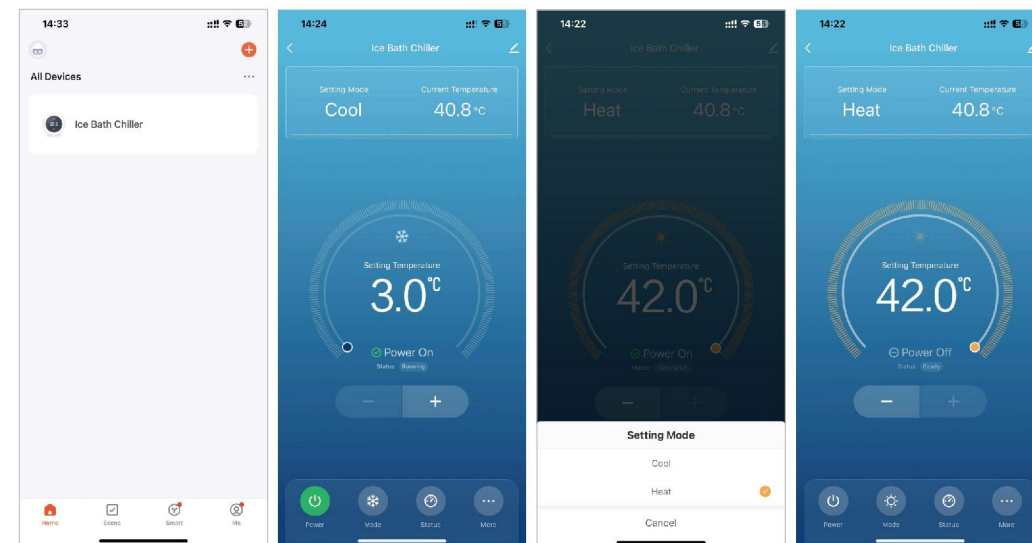 14:33
All Devices
Ice Bath Chiller
Home
Scene
Smart
Me
14:24
Ice Bath Chiller
Setting Mode
Current Temperature
Cool
40.8 °C
Setting Temperature
3.0°C
Power On
Status Running
− +
Power
Mode
Status
More
14:22
Ice Bath Chiller
Setting Mode
Current Temperature
Heat
40.8 °C
Setting Temperature
42.0°C
Power On
Status
− +
Setting Mode
Cool
Heat
Cancel
14:22
Ice Bath Chiller
Setting Mode
Current Temperature
Heat
40.8 °C
Setting Temperature
42.0°C
Power Off
Status Ready
− +
Power
Mode
Status
More